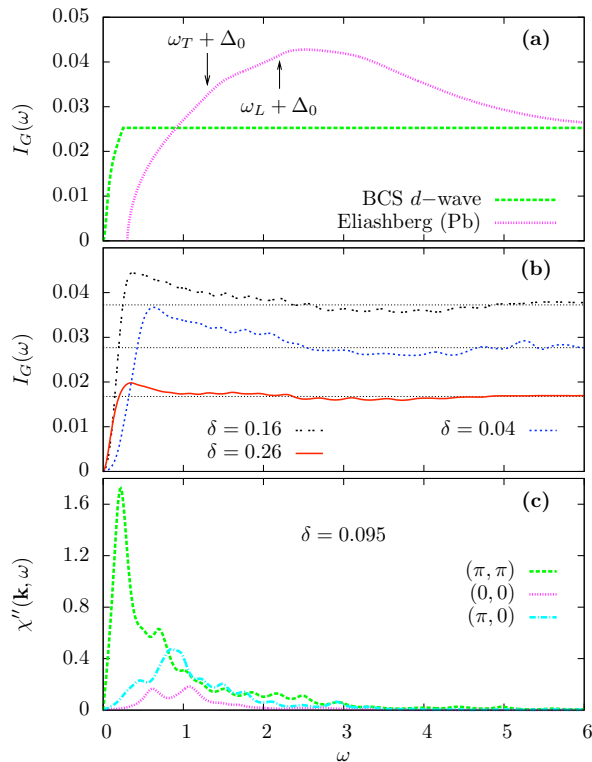 0.05
0.04
0.03
0.02
0.01
0
I_G(ω)
(a)
ω_T + Δ_0
ω_L + Δ_0
BCS d−wave
Eliashberg (Pb)
0.04
0.03
0.02
0.01
0
I_G(ω)
(b)
δ = 0.16
δ = 0.04
δ = 0.26
1.6
1.2
0.8
0.4
0
χ′′(k, ω)
(c)
δ = 0.095
(π, π)
(0, 0)
(π, 0)
0 1 2 3 4 5 6
ω